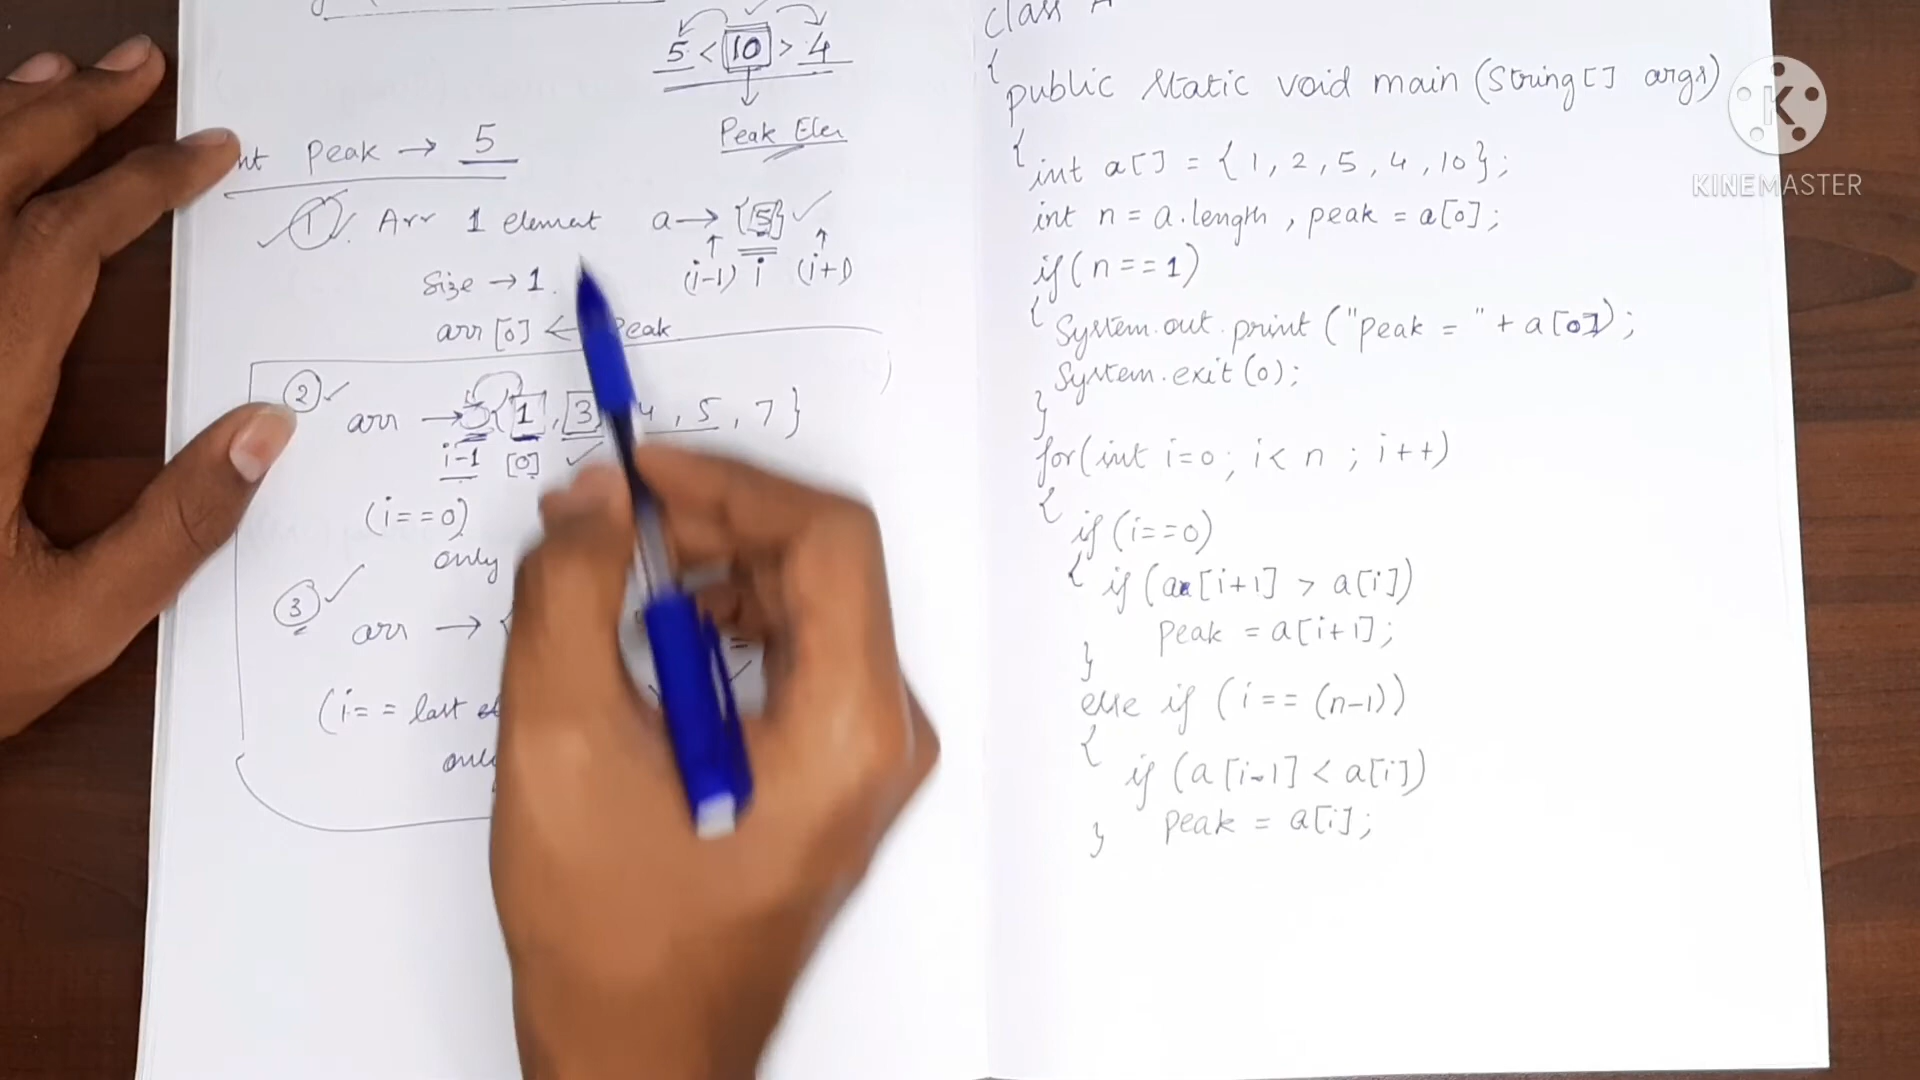 5 < 10 > 4
Peak Ele
Peak → 5
1 Arr 1 element a → {5}
(i-1) i (i+1)
Size → 1.
arr [0] ← Peak
2 arr → { 1, 3 4, 5, 7 }
i-1 [0]
(i==0)
only
3 arr → {
(i== last
only
class A
{
public static void main (String[] args)
{
int a[] = { 1, 2, 5, 4, 10};
int n = a.length, peak = a[0];
if (n==1)
{
System.out.print ("peak = " + a[0]);
System.exit(0);
}
for(int i=0; i< n ; i++)
{
if (i==0)
{ if (a[i+1] > a[i])
Peak = a[i+1];
}
else if (i == (n-1))
{
if (a[i-1] < a[i])
} peak = a[i];
KINEMASTER